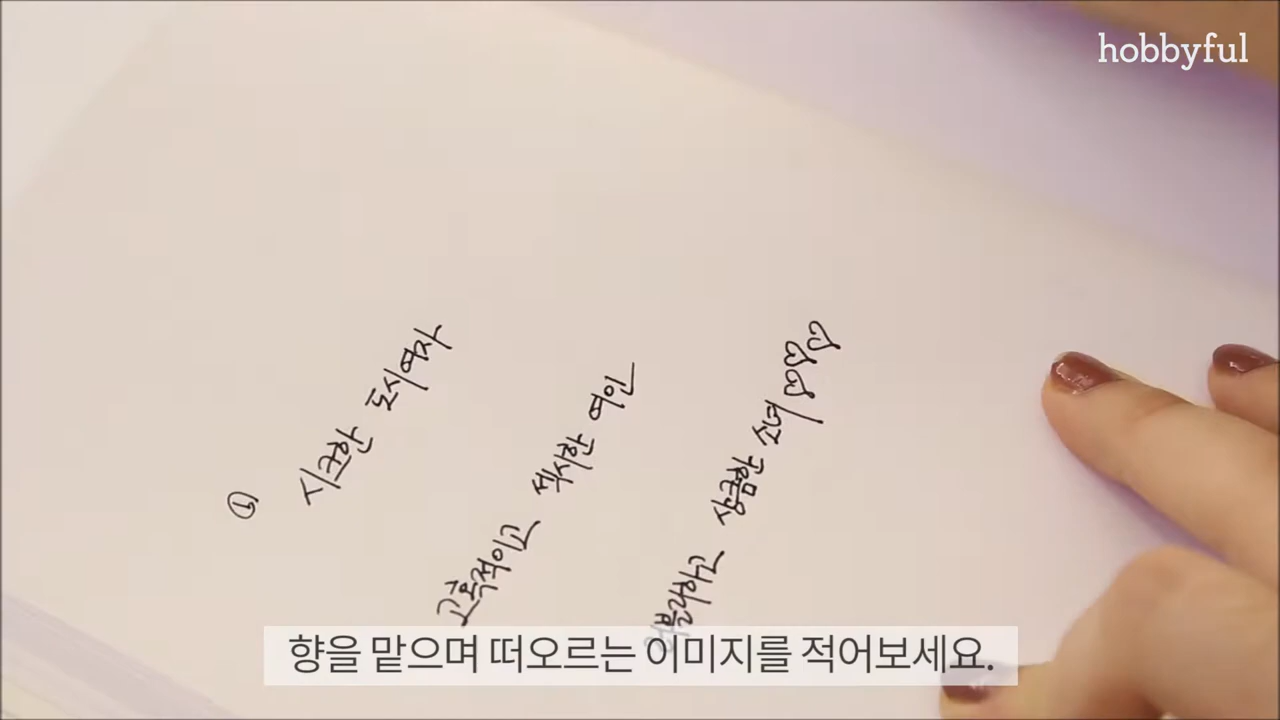 hobbyful
① 시크한 도시여자
고혹적이고 섹시한 여인
발랄하고 상큼한 소녀♡♡♡
향을 맡으며 떠오르는 이미지를 적어보세요.